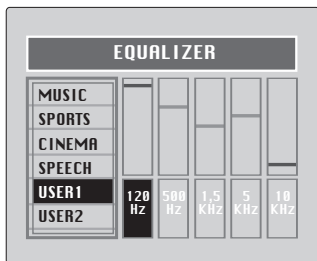 EQUALIZER
MUSIC
SPORTS
CINEMA
SPEECH
USER1
USER2
120 Hz
500 Hz
1,5 KHz
5 KHz
10 KHz